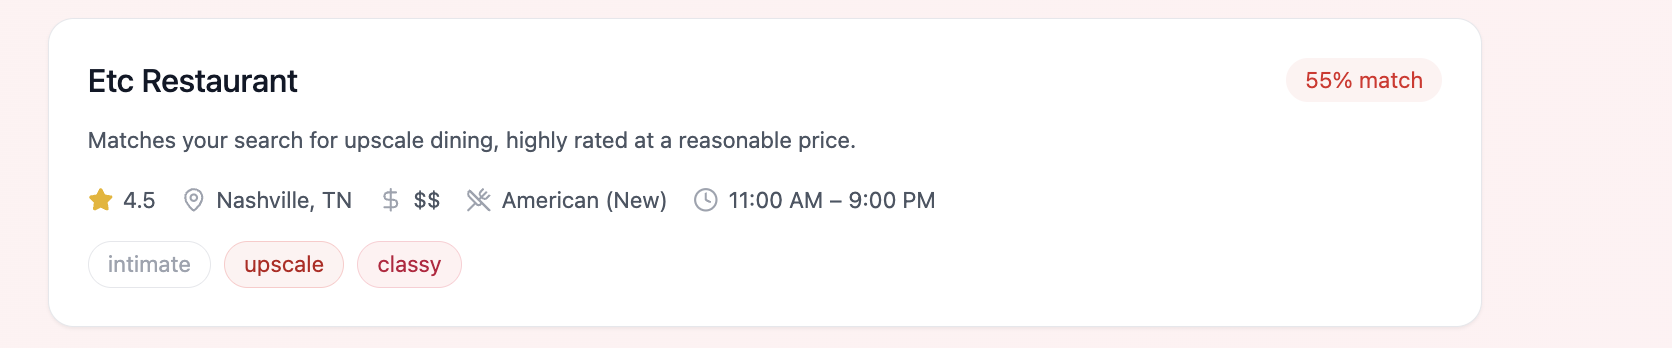 Etc Restaurant
55% match
Matches your search for upscale dining, highly rated at a reasonable price.
4.5 Nashville, TN $ $$ American (New) 11:00 AM – 9:00 PM
intimate upscale classy